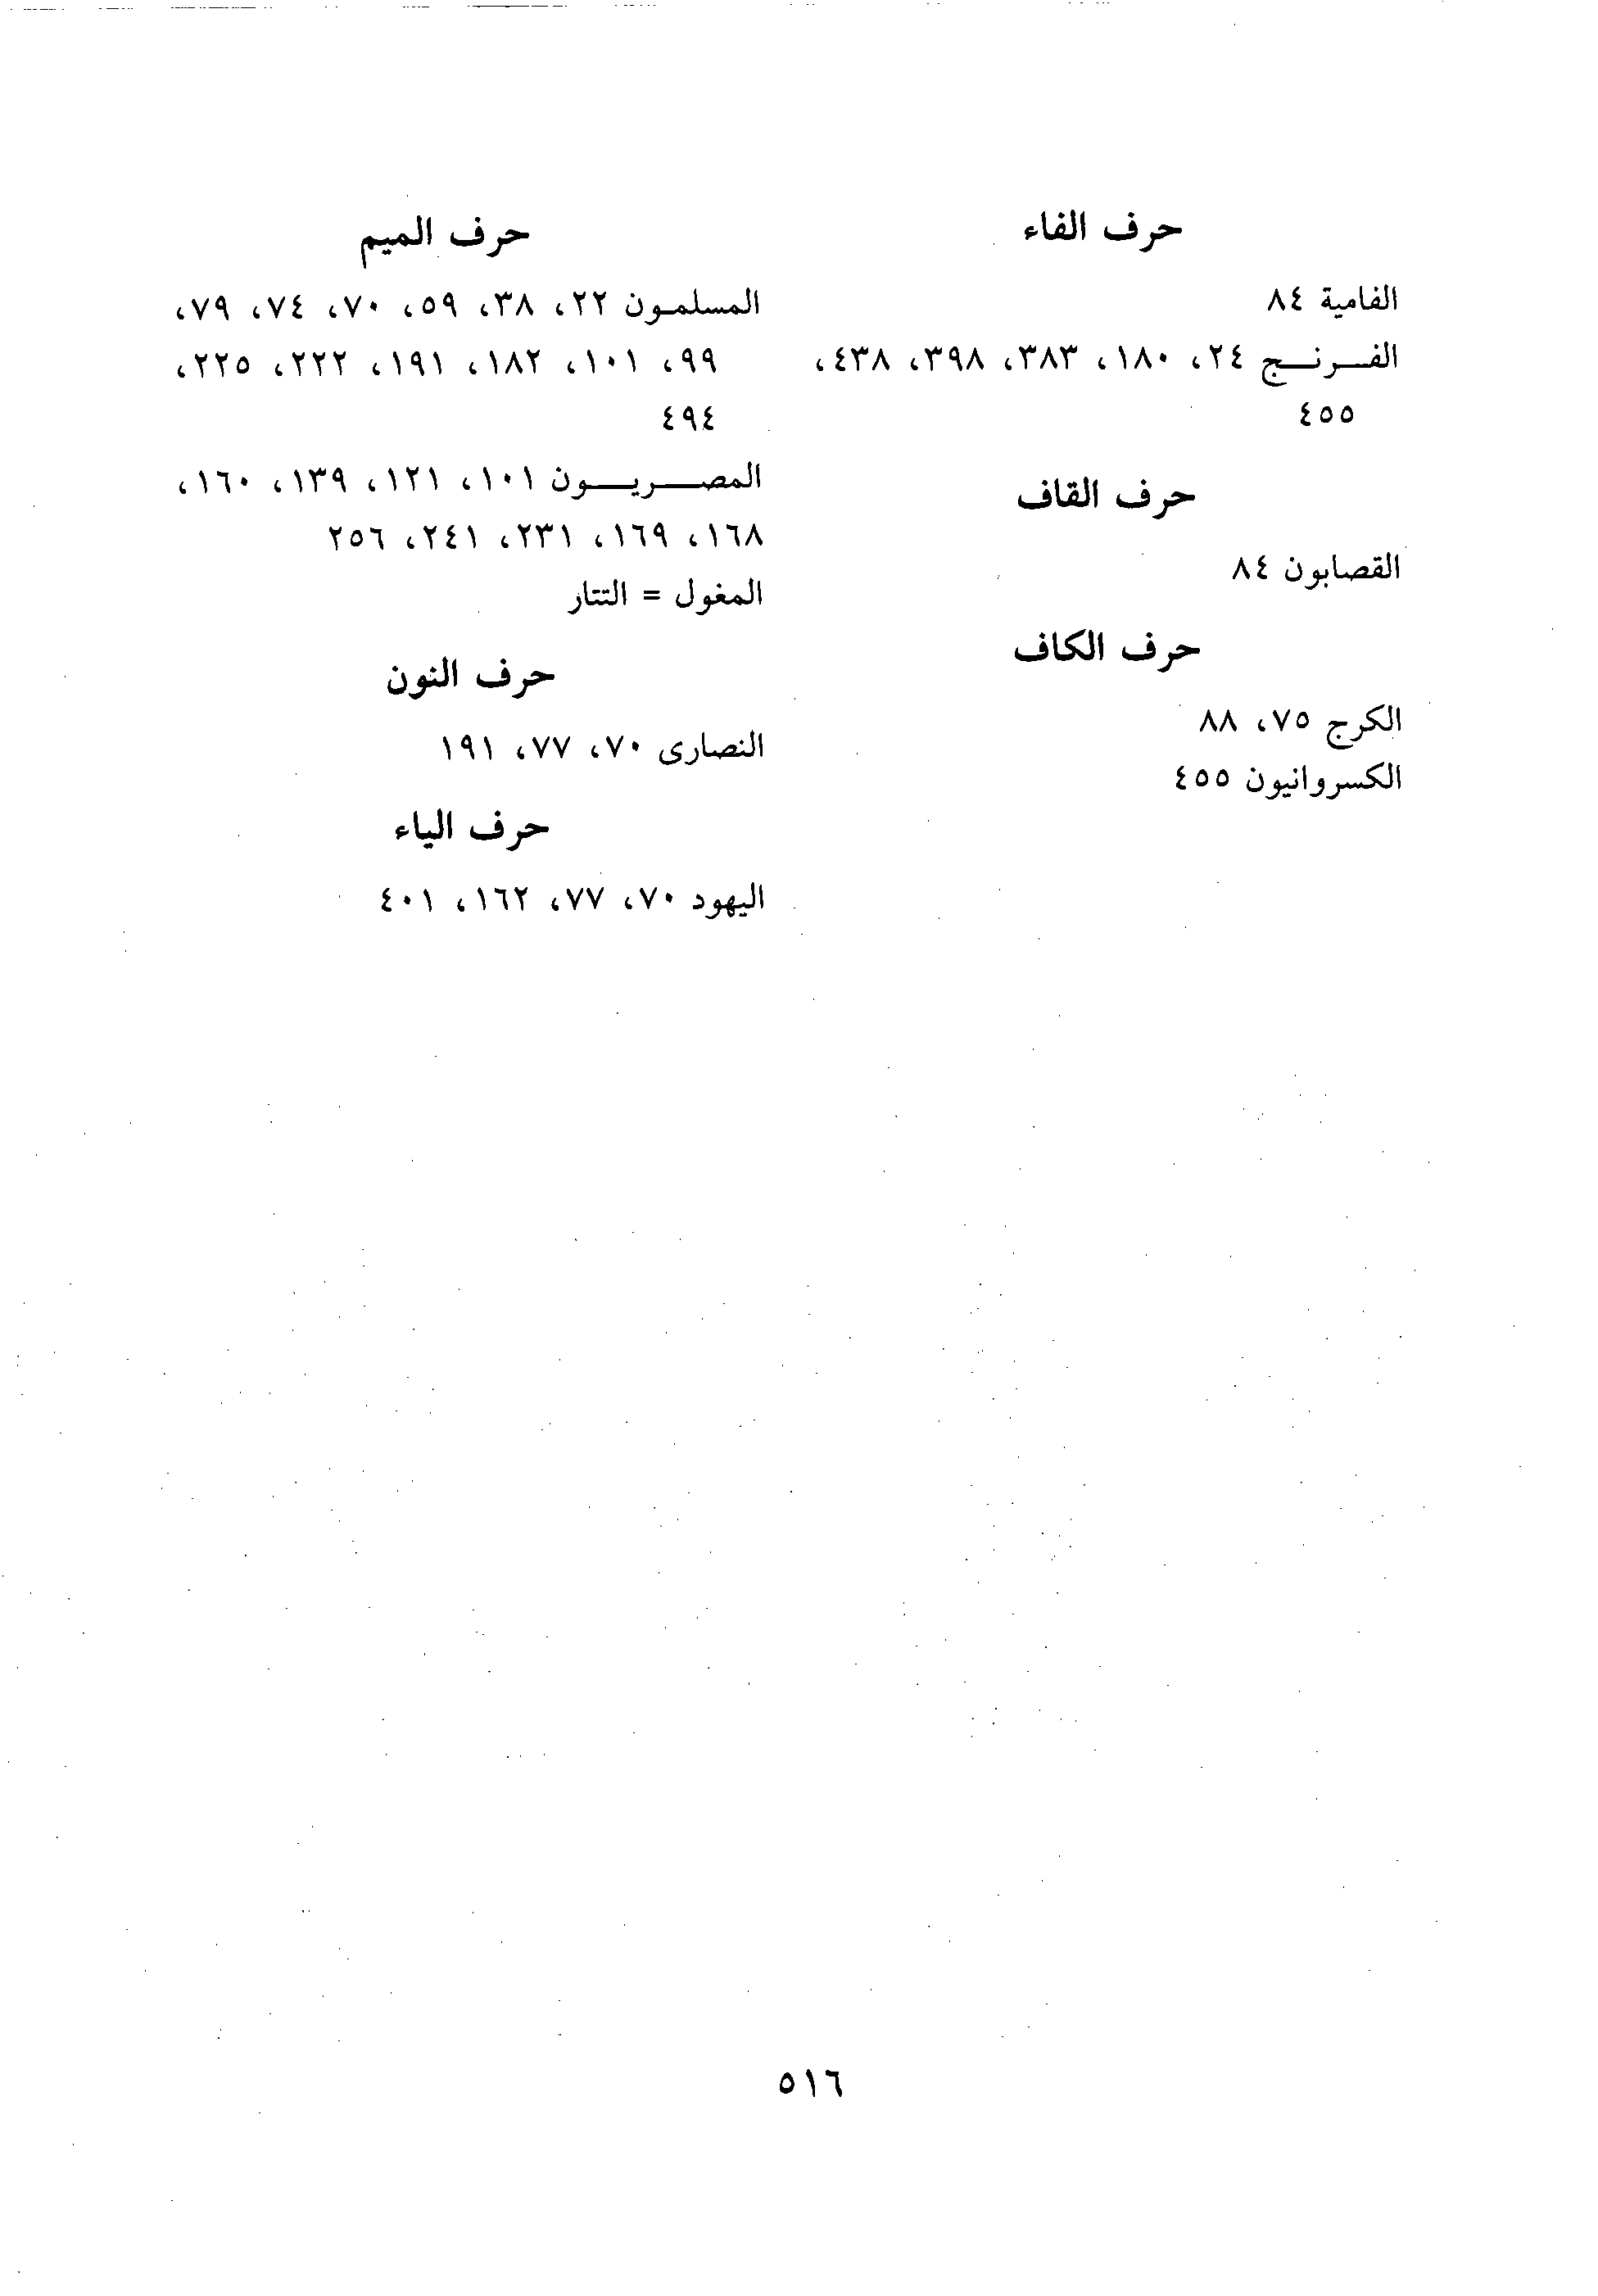 حرف الفاء
الفامية ٨٤
الفـــرنـــج ٢٤، ١٨٠، ٣٨٣، ٣٩٨، ٤٣٨،
٤٥٥
حرف القاف
القصابون ٨٤
حرف الكاف
الكرج ٧٥، ٨٨
الكسروانيون ٤٥٥
حرف الميم
المسلمـون ٢٢، ٣٨، ٥٩، ٧٠، ٧٤، ٧٩،
٩٩، ١٠١، ١٨٢، ١٩١، ٢٢٢، ٢٢٥،
٤٩٤
المصـــريـــون ١٠١، ١٢١، ١٣٩، ١٦٠،
١٦٨، ١٦٩، ٢٣١، ٢٤١، ٢٥٦
المغول = التتار
حرف النون
النصارى ٧٠، ٧٧، ١٩١
حرف الياء
اليهود ٧٠، ٧٧، ١٦٢، ٤٠١
٥١٦